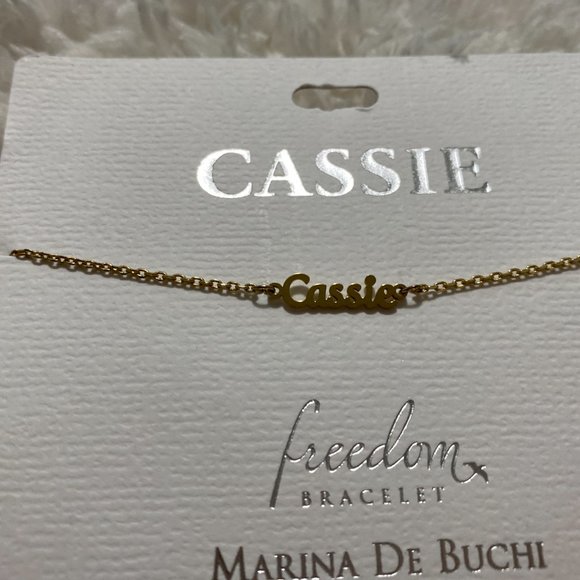 CASSIE
Cassie
freedom
BRACELET
MARINA DE BUCHI